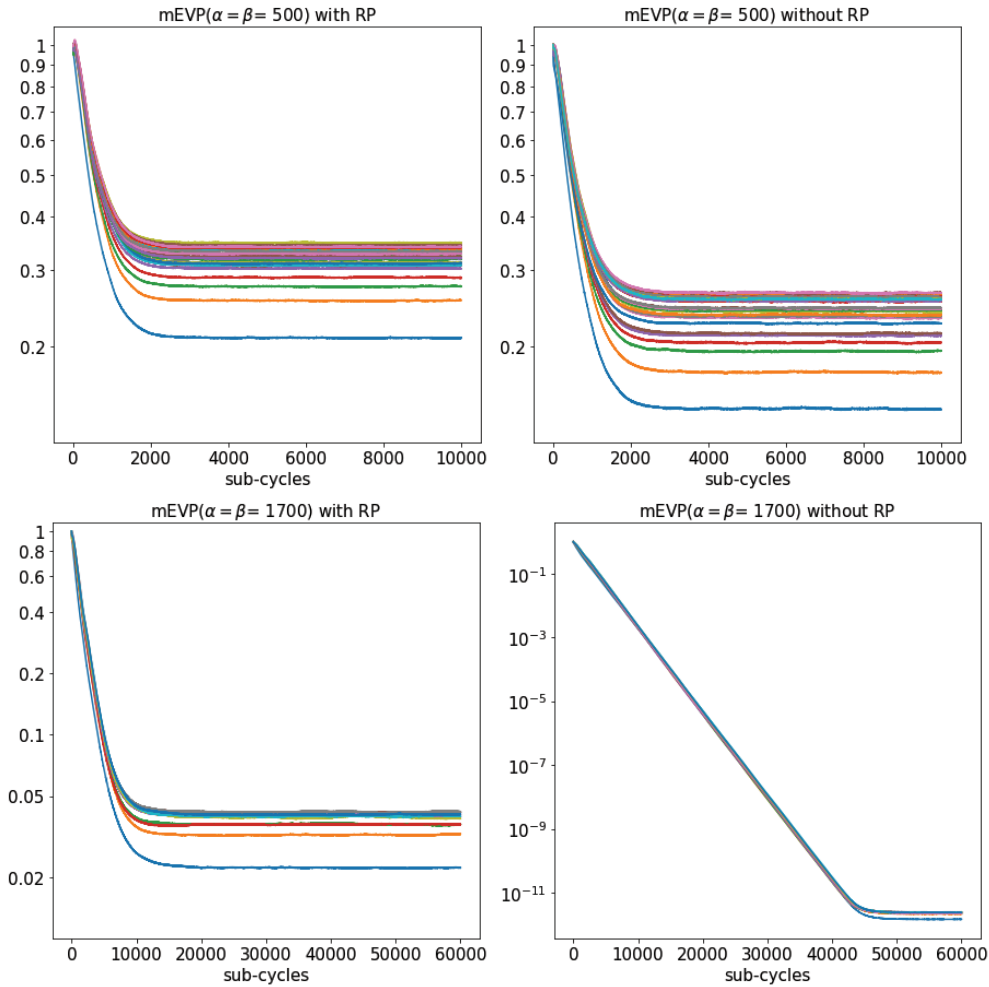 mEVP(α = β= 500) with RP
1
0.9
0.8
0.7
0.6
0.5
0.4
0.3
0.2
0 2000 4000 6000 8000 10000
sub-cycles
mEVP(α = β= 500) without RP
1
0.9
0.8
0.7
0.6
0.5
0.4
0.3
0.2
0 2000 4000 6000 8000 10000
sub-cycles
mEVP(α = β= 1700) with RP
1
0.8
0.6
0.4
0.2
0.1
0.05
0.02
0 10000 20000 30000 40000 50000 60000
sub-cycles
mEVP(α = β= 1700) without RP
10⁻¹
10⁻³
10⁻⁵
10⁻⁷
10⁻⁹
10⁻¹¹
0 10000 20000 30000 40000 50000 60000
sub-cycles